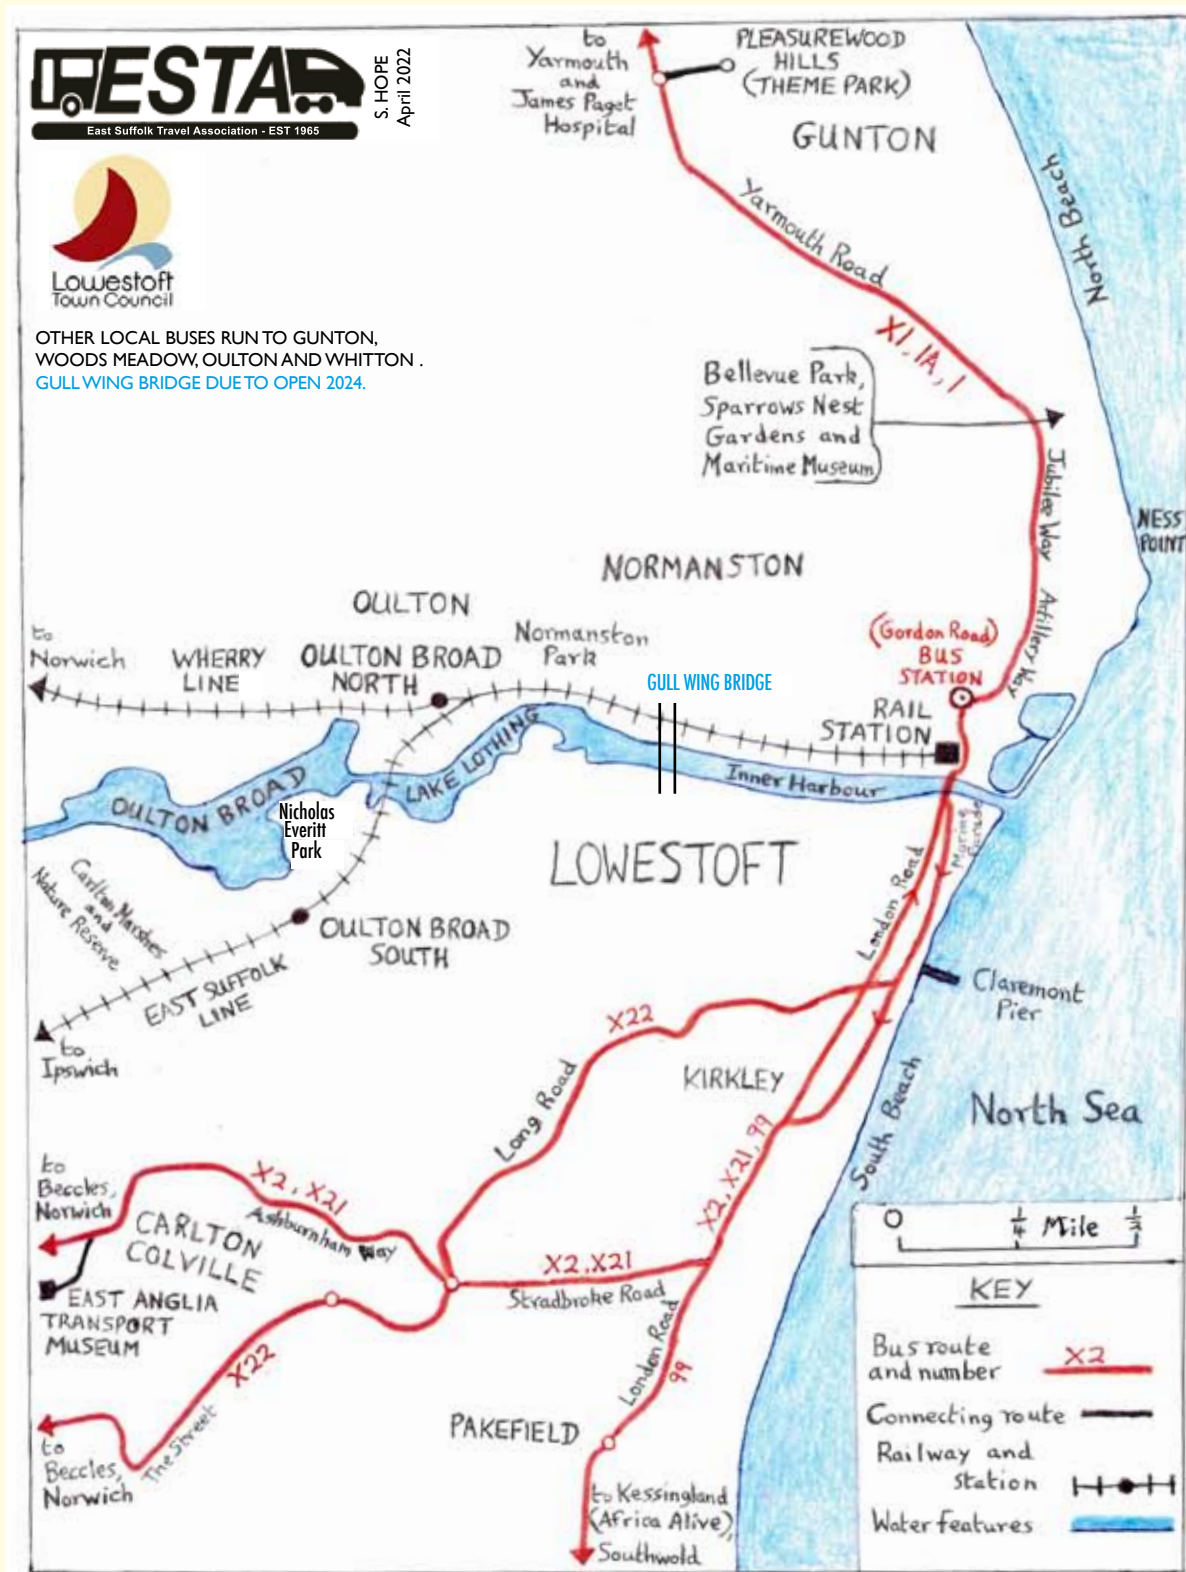 ESTA
East Suffolk Travel Association - EST 1965
S. HOPE
April 2022
Lowestoft
Town Council
OTHER LOCAL BUSES RUN TO GUNTON,
WOODS MEADOW, OULTON AND WHITTON .
GULL WING BRIDGE DUE TO OPEN 2024.
to
Yarmouth
and
James Paget
Hospital
PLEASUREWOOD
HILLS
(THEME PARK)
GUNTON
North Beach
Yarmouth Road
X1, 1A, 1
Bellevue Park,
Sparrows Nest
Gardens and
Maritime Museum
Jubilee Way
NESS
POINT
Artillery Way
NORMANSTON
OULTON
Normanston
Park
(Gordon Road)
BUS
STATION
to
Norwich
WHERRY
LINE
OULTON BROAD
NORTH
GULL WING BRIDGE
RAIL
STATION
OULTON BROAD
LAKE LOTHING
Inner Harbour
Nicholas
Everitt
Park
Marine
Parade
LOWESTOFT
London Road
Carlton Marshes
and
Nature Reserve
OULTON BROAD
SOUTH
EAST SUFFOLK
LINE
to
Ipswich
Claremont
Pier
X22
KIRKLEY
Long Road
South Beach
North Sea
X2, X21, 99
to
Beccles,
Norwich
X2, X21
Ashburnham Way
CARLTON
COLVILLE
X2.X21
Stradbroke Road
EAST ANGLIA
TRANSPORT
MUSEUM
X22
The Street
London Road
99
PAKEFIELD
to
Beccles,
Norwich
to Kessingland
(Africa Alive),
Southwold
0 1/4 Mile 1/2
KEY
Bus route
and number
X2
Connecting route
Railway and
station
Water features